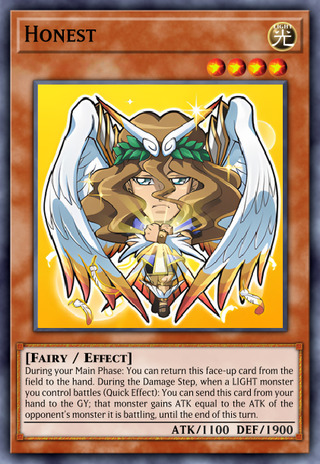 Honest
LIGHT
光
[Fairy / Effect]
During your Main Phase: You can return this face-up card from the
field to the hand. During the Damage Step, when a LIGHT monster
you control battles (Quick Effect): You can send this card from your
hand to the GY; that monster gains ATK equal to the ATK of the
opponent's monster it is battling, until the end of this turn.
ATK/1100 DEF/1900